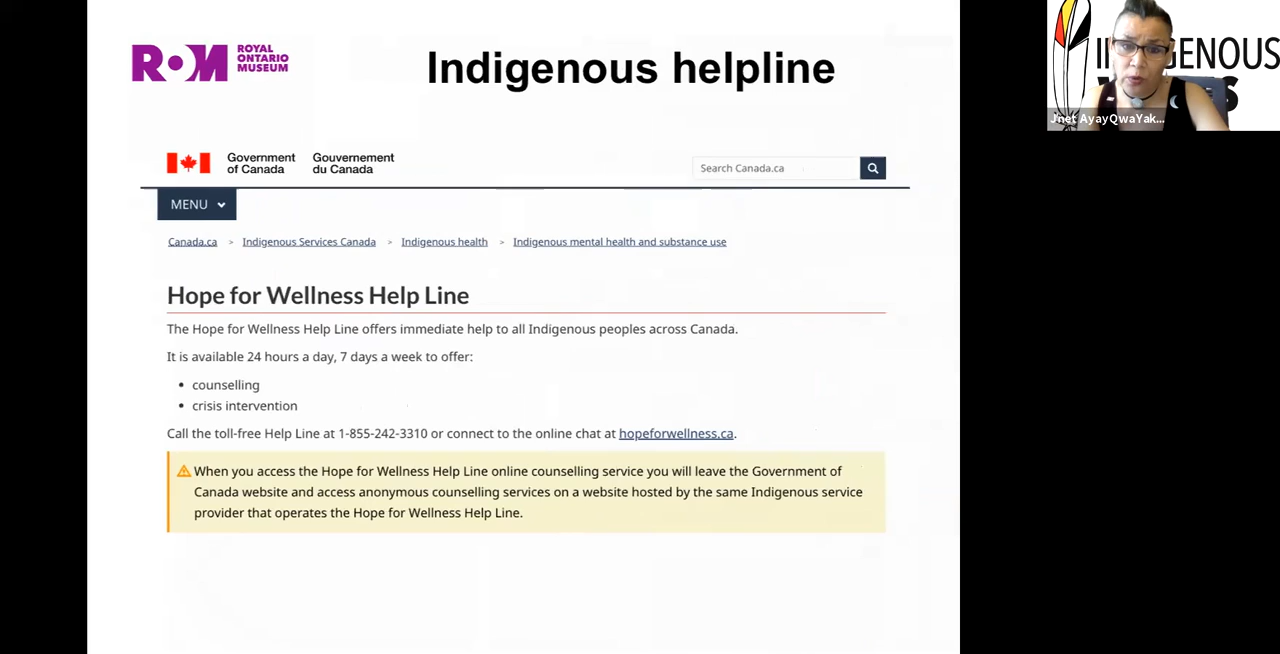 ROM ROYAL
ONTARIO
MUSEUM
Indigenous helpline
Government
of Canada
Gouvernement
du Canada
Search Canada.ca
MENU
Canada.ca > Indigenous Services Canada > Indigenous health > Indigenous mental health and substance use
Hope for Wellness Help Line
The Hope for Wellness Help Line offers immediate help to all Indigenous peoples across Canada.
It is available 24 hours a day, 7 days a week to offer:
• counselling
• crisis intervention
Call the toll-free Help Line at 1-855-242-3310 or connect to the online chat at hopeforwellness.ca.
When you access the Hope for Wellness Help Line online counselling service you will leave the Government of
Canada website and access anonymous counselling services on a website hosted by the same Indigenous service
provider that operates the Hope for Wellness Help Line.
Jnet AyayQwaYak...